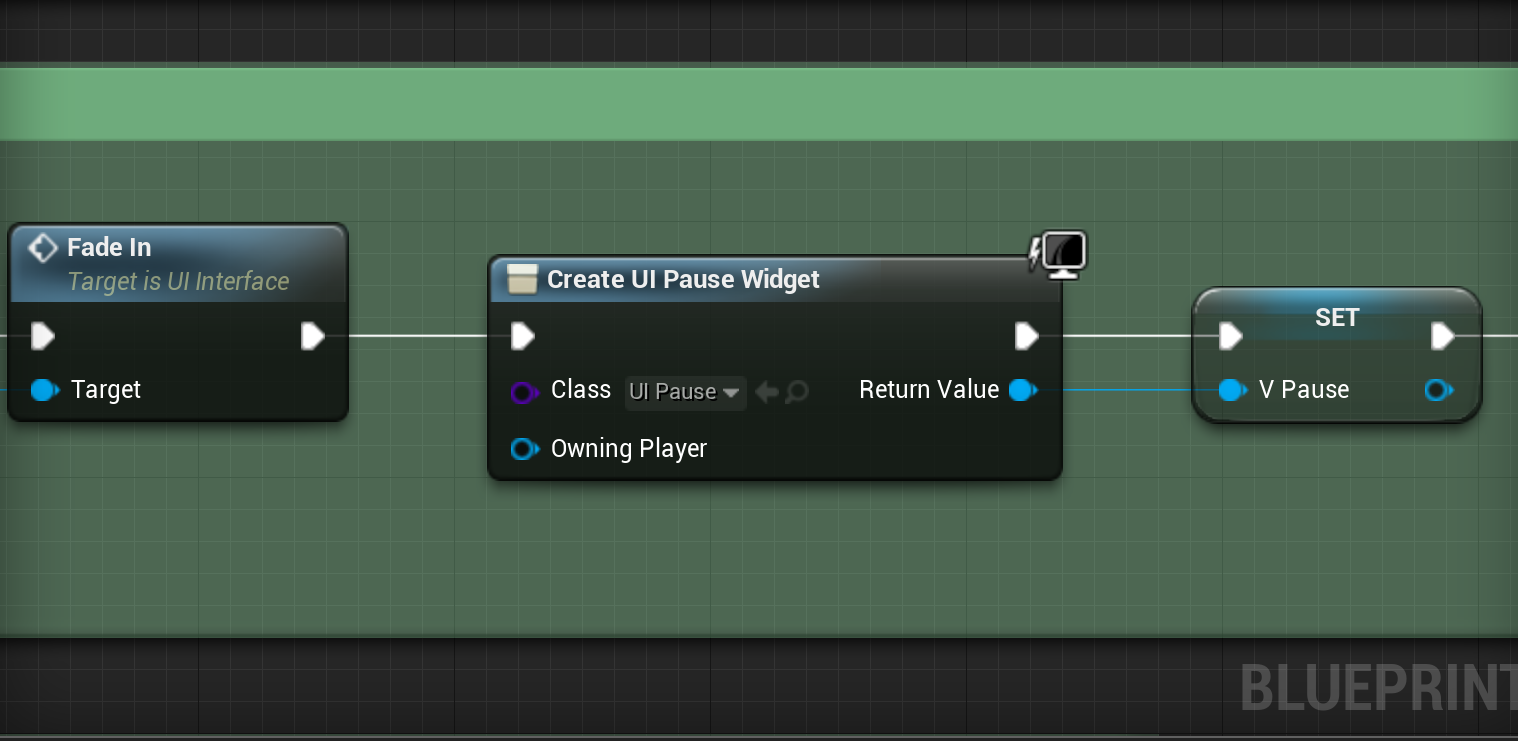 Fade In
Target is UI Interface
Target
Create UI Pause Widget
Class UI Pause Return Value
Owning Player
SET
V Pause
BLUEPRINT